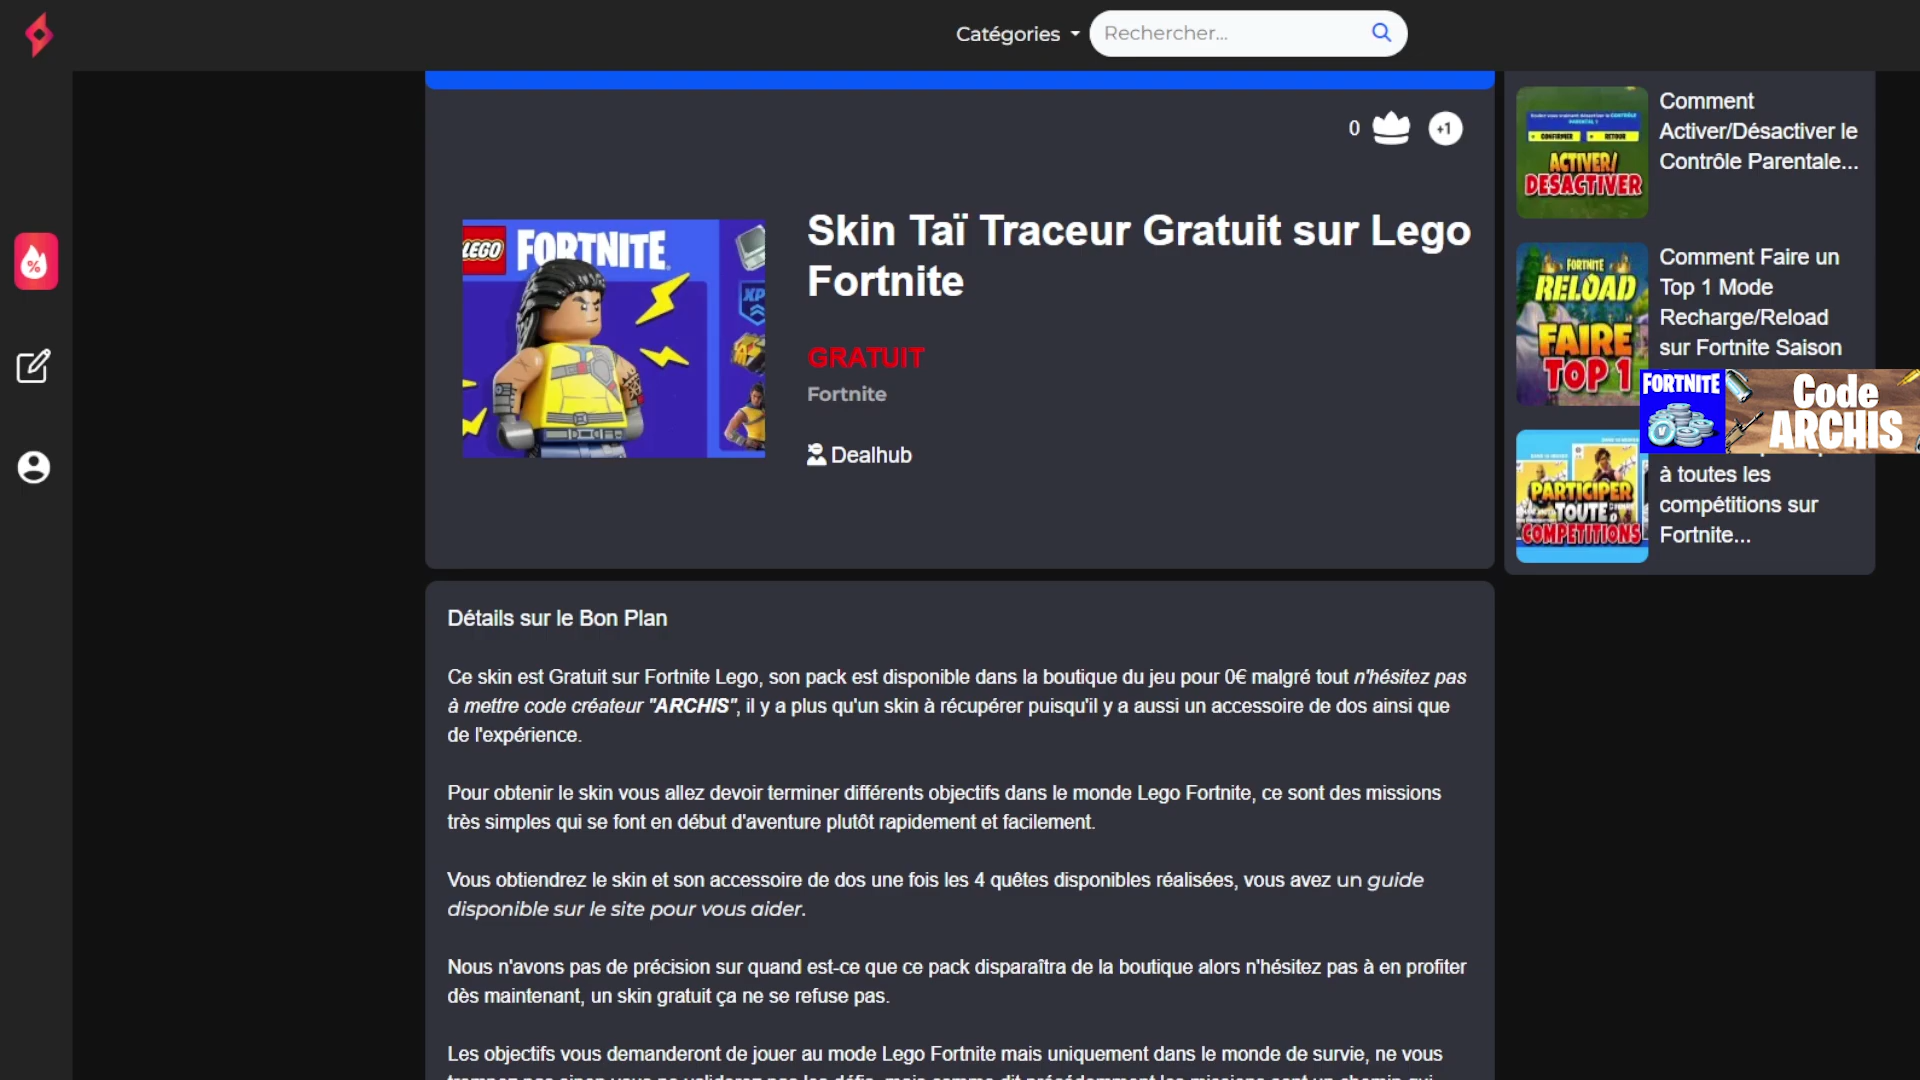 Catégories
Rechercher...
0
+1
Skin Taï Traceur Gratuit sur Lego
Fortnite
GRATUIT
Fortnite
Dealhub
LEGO FORTNITE
XP
Détails sur le Bon Plan
Ce skin est Gratuit sur Fortnite Lego, son pack est disponible dans la boutique du jeu pour 0€ malgré tout n'hésitez pas
à mettre code créateur "ARCHIS", il y a plus qu'un skin à récupérer puisqu'il y a aussi un accessoire de dos ainsi que
de l'expérience.
Pour obtenir le skin vous allez devoir terminer différents objectifs dans le monde Lego Fortnite, ce sont des missions
très simples qui se font en début d'aventure plutôt rapidement et facilement.
Vous obtiendrez le skin et son accessoire de dos une fois les 4 quêtes disponibles réalisées, vous avez un guide
disponible sur le site pour vous aider.
Nous n'avons pas de précision sur quand est-ce que ce pack disparaîtra de la boutique alors n'hésitez pas à en profiter
dès maintenant, un skin gratuit ça ne se refuse pas.
Les objectifs vous demanderont de jouer au mode Lego Fortnite mais uniquement dans le monde de survie, ne vous
CONFIRMER RETOUR
ACTIVER/
DESACTIVER
Comment
Activer/Désactiver le
Contrôle Parentale...
FORTNITE
RELOAD
FAIRE
TOP 1
Comment Faire un
Top 1 Mode
Recharge/Reload
sur Fortnite Saison
FORTNITE
Code
ARCHIS
PARTICIPER
TOUTE
COMPETITIONS
à toutes les
compétitions sur
Fortnite...